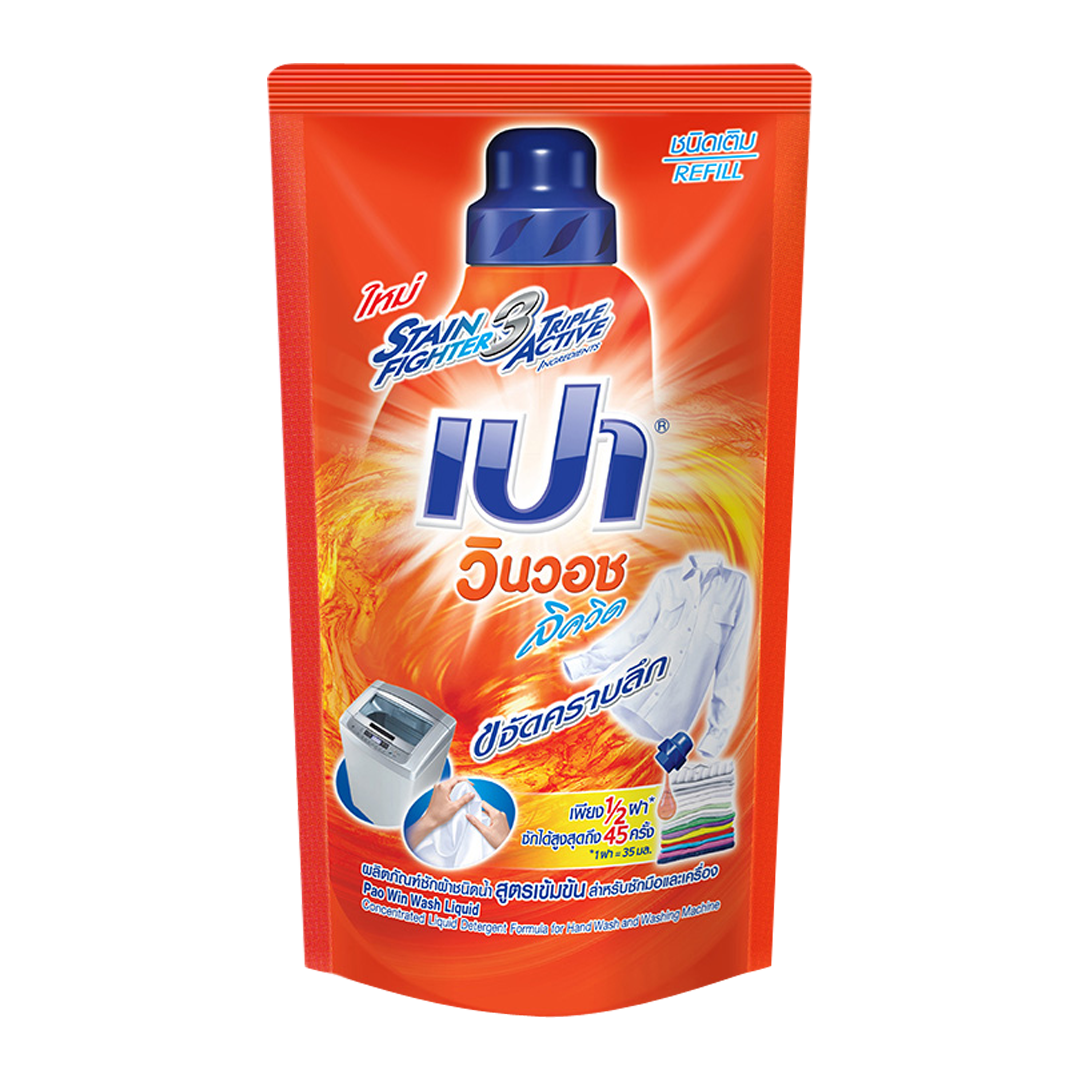 ชนิดเติม
REFILL
ใหม่
STAIN FIGHTER 3 TRIPLE ACTIVE INGREDIENTS
เปา®
วินวอช
ลิควิด
ขจัดคราบลึก
เพียง 1/2 ฝา*
ซักได้สูงสุดถึง 45 ครั้ง
*1 ฝา = 35 มล.
ผลิตภัณฑ์ซักผ้าชนิดน้ำ สูตรเข้มข้น สำหรับซักมือและเครื่อง
Pao Win Wash Liquid
Concentrated Liquid Detergent Formula for Hand Wash and Washing Machine